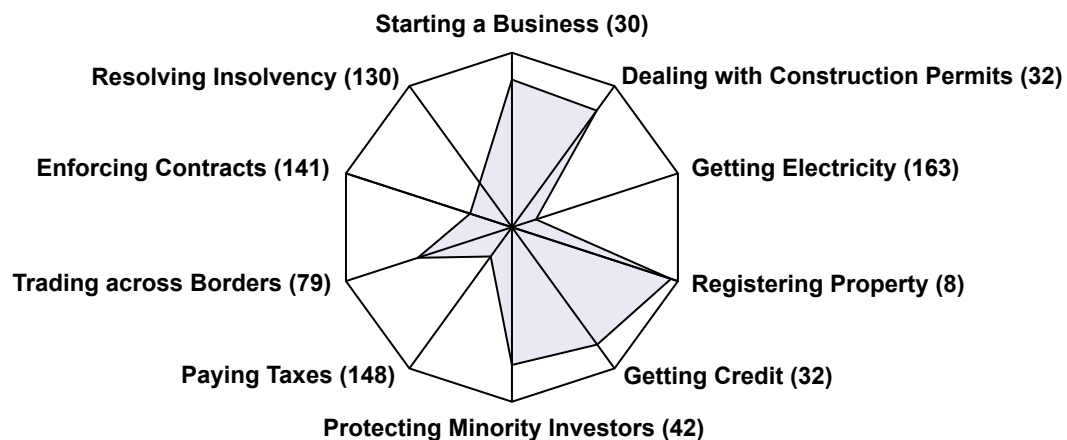 Starting a Business (30)
Resolving Insolvency (130)
Dealing with Construction Permits (32)
Enforcing Contracts (141)
Getting Electricity (163)
Trading across Borders (79)
Registering Property (8)
Paying Taxes (148)
Getting Credit (32)
Protecting Minority Investors (42)